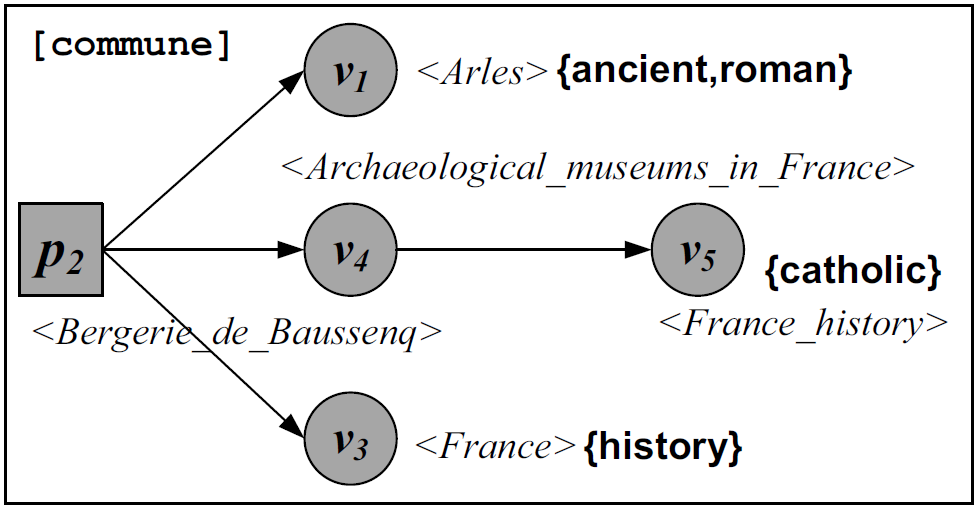 [commune]
v1 <Arles> {ancient,roman}
<Archaeological_museums_in_France>
p2 v4 v5
{catholic}
<Bergerie_de_Baussenq> <France_history>
v3 <France> {history}